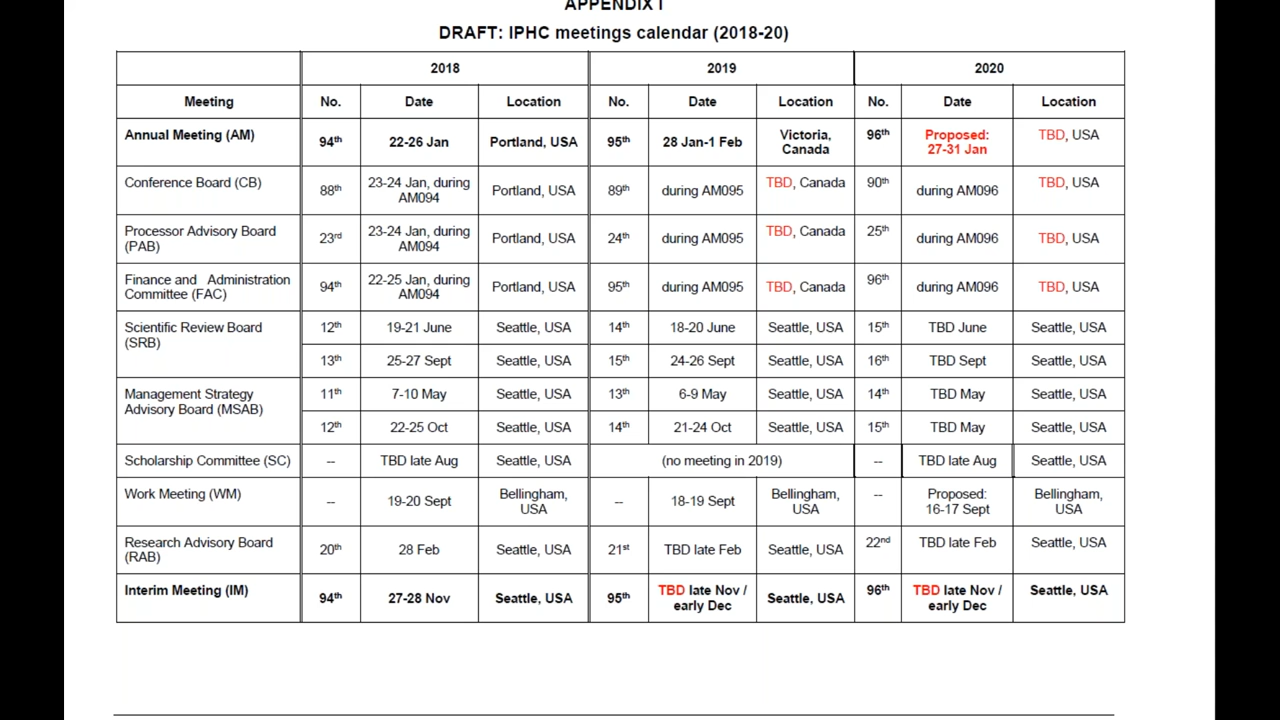 APPENDIX I
DRAFT: IPHC meetings calendar (2018-20)
2018 2019 2020
Meeting No. Date Location No. Date Location No. Date Location
Annual Meeting (AM) 94th 22-26 Jan Portland, USA 95th 28 Jan-1 Feb Victoria, Canada 96th Proposed: 27-31 Jan TBD, USA
Conference Board (CB) 88th 23-24 Jan, during AM094 Portland, USA 89th during AM095 TBD, Canada 90th during AM096 TBD, USA
Processor Advisory Board (PAB) 23rd 23-24 Jan, during AM094 Portland, USA 24th during AM095 TBD, Canada 25th during AM096 TBD, USA
Finance and Administration Committee (FAC) 94th 22-25 Jan, during AM094 Portland, USA 95th during AM095 TBD, Canada 96th during AM096 TBD, USA
Scientific Review Board (SRB) 12th 19-21 June Seattle, USA 14th 18-20 June Seattle, USA 15th TBD June Seattle, USA
13th 25-27 Sept Seattle, USA 15th 24-26 Sept Seattle, USA 16th TBD Sept Seattle, USA
Management Strategy Advisory Board (MSAB) 11th 7-10 May Seattle, USA 13th 6-9 May Seattle, USA 14th TBD May Seattle, USA
12th 22-25 Oct Seattle, USA 14th 21-24 Oct Seattle, USA 15th TBD May Seattle, USA
Scholarship Committee (SC) -- TBD late Aug Seattle, USA (no meeting in 2019) -- TBD late Aug Seattle, USA
Work Meeting (WM) -- 19-20 Sept Bellingham, USA -- 18-19 Sept Bellingham, USA -- Proposed: 16-17 Sept Bellingham, USA
Research Advisory Board (RAB) 20th 28 Feb Seattle, USA 21st TBD late Feb Seattle, USA 22nd TBD late Feb Seattle, USA
Interim Meeting (IM) 94th 27-28 Nov Seattle, USA 95th TBD late Nov / early Dec Seattle, USA 96th TBD late Nov / early Dec Seattle, USA